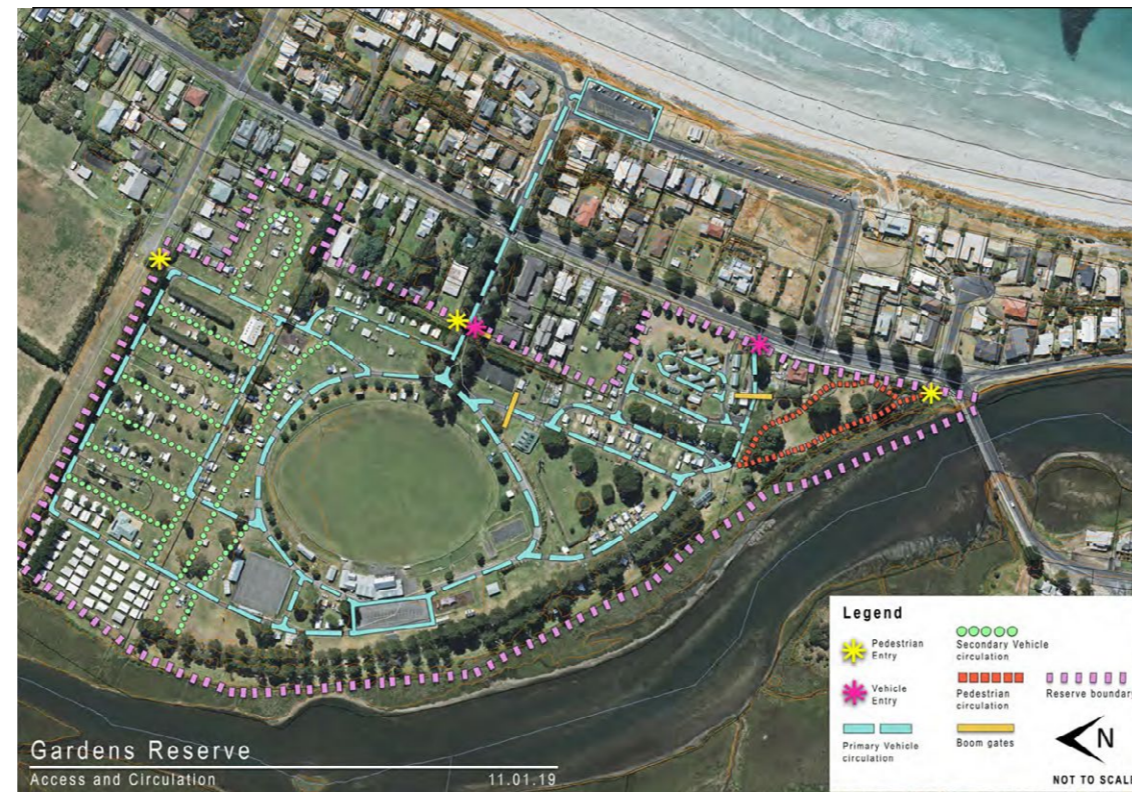 Legend
Pedestrian
Entry
Secondary Vehicle
circulation
Vehicle
Entry
Pedestrian
circulation
Reserve boundary
Primary Vehicle
circulation
Boom gates
N
NOT TO SCALE
Gardens Reserve
Access and Circulation 11.01.19